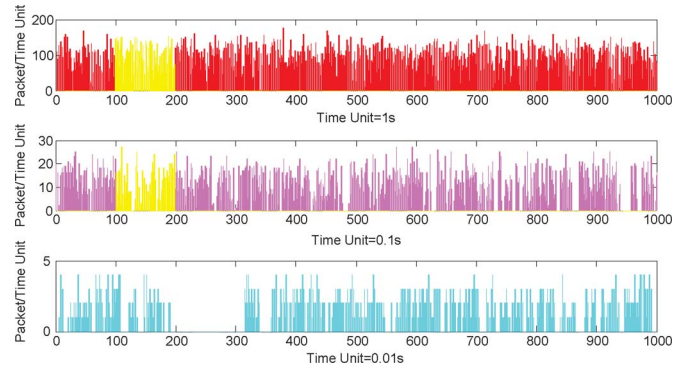 Packet/Time Unit
200
100
0
0 100 200 300 400 500 600 700 800 900 1000
Time Unit=1s
Packet/Time Unit
30
20
10
0
0 100 200 300 400 500 600 700 800 900 1000
Time Unit=0.1s
Packet/Time Unit
5
0
0 100 200 300 400 500 600 700 800 900 1000
Time Unit=0.01s